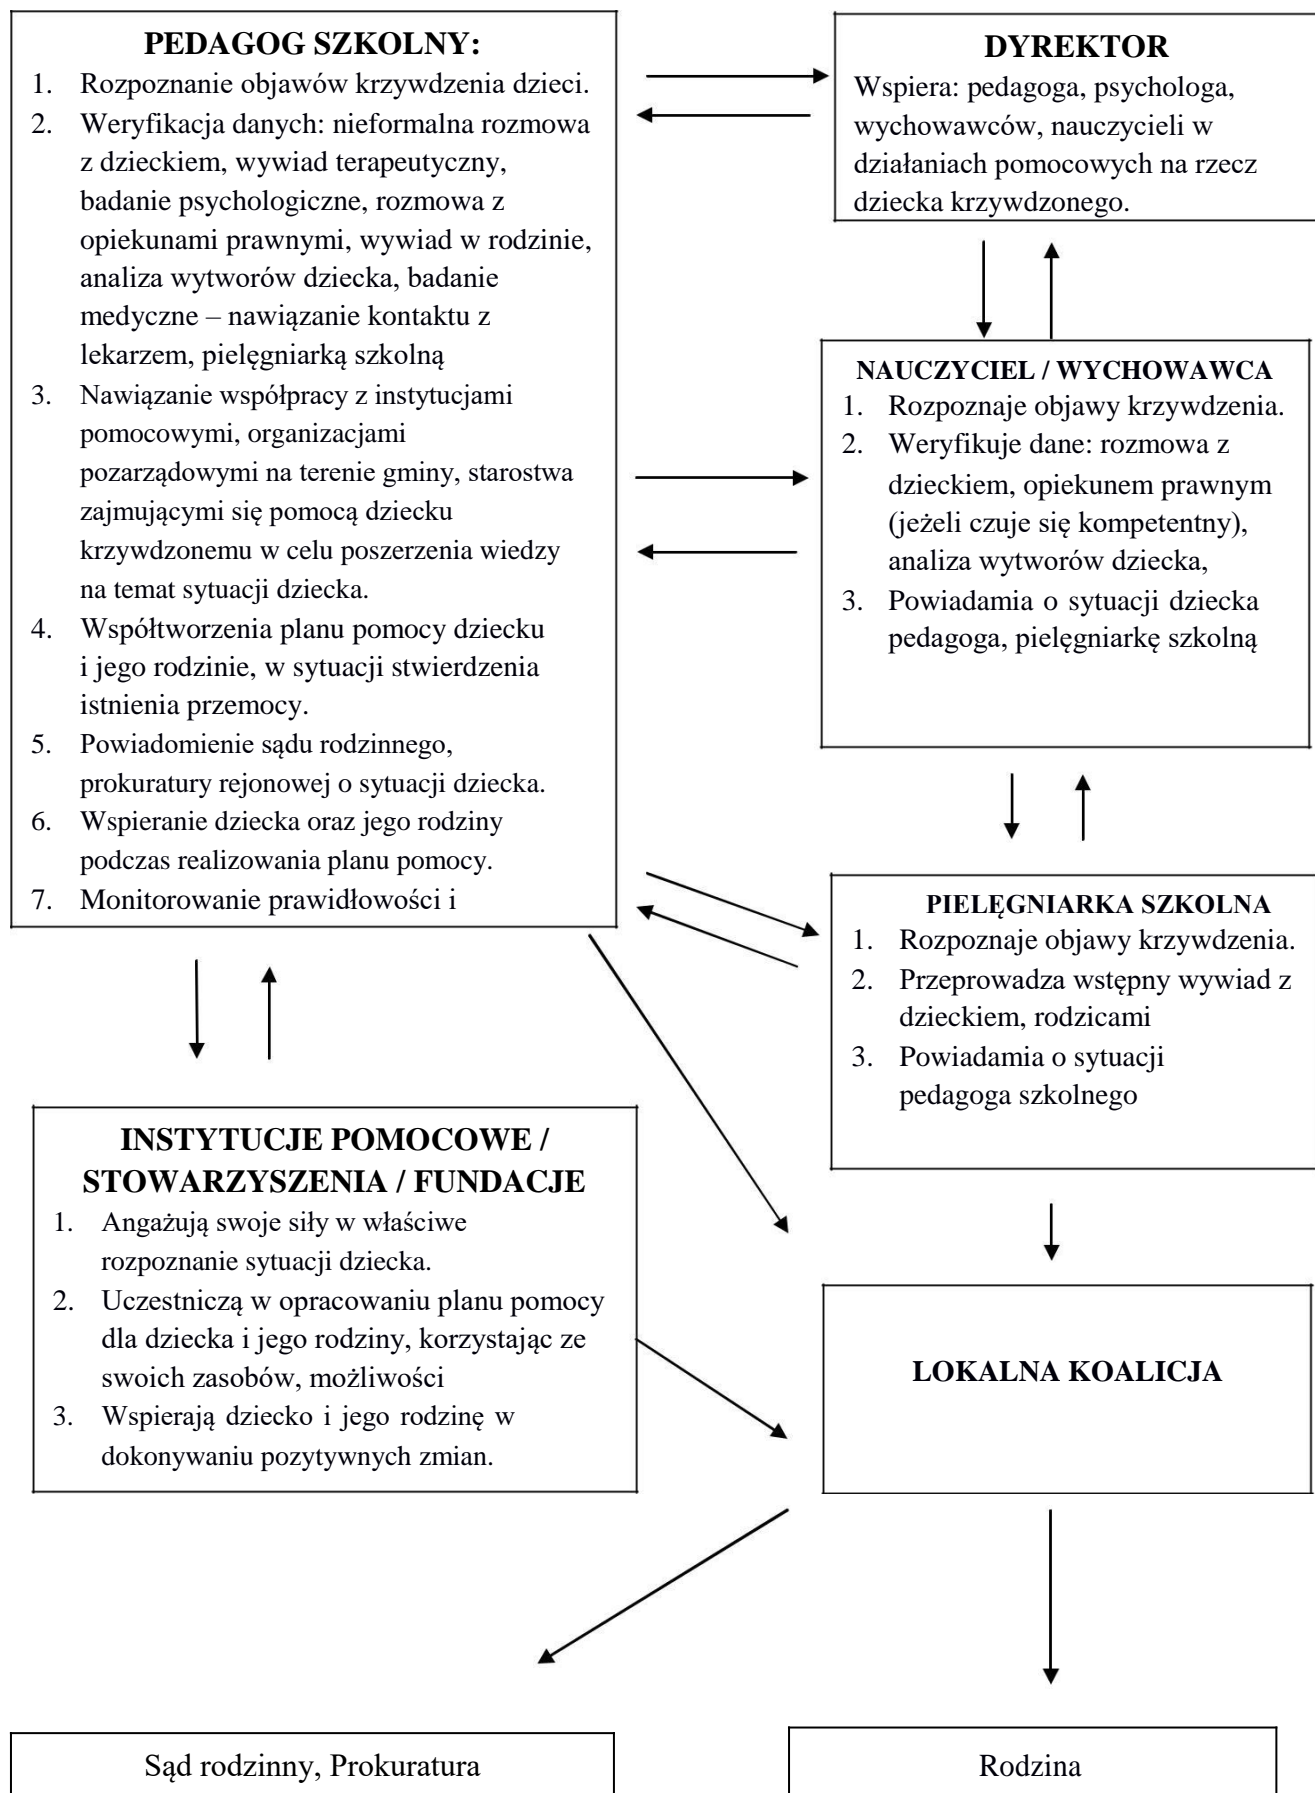 PEDAGOG SZKOLNY:
1. Rozpoznanie objawów krzywdzenia dzieci.
2. Weryfikacja danych: nieformalna rozmowa
z dzieckiem, wywiad terapeutyczny,
badanie psychologiczne, rozmowa z
opiekunami prawnymi, wywiad w rodzinie,
analiza wytworów dziecka, badanie
medyczne – nawiązanie kontaktu z
lekarzem, pielęgniarką szkolną
3. Nawiązanie współpracy z instytucjami
pomocowymi, organizacjami
pozarządowymi na terenie gminy, starostwa
zajmującymi się pomocą dziecku
krzywdzonemu w celu poszerzenia wiedzy
na temat sytuacji dziecka.
4. Współtworzenia planu pomocy dziecku
i jego rodzinie, w sytuacji stwierdzenia
istnienia przemocy.
5. Powiadomienie sądu rodzinnego,
prokuratury rejonowej o sytuacji dziecka.
6. Wspieranie dziecka oraz jego rodziny
podczas realizowania planu pomocy.
7. Monitorowanie prawidłowości i
DYREKTOR
Wspiera: pedagoga, psychologa,
wychowawców, nauczycieli w
działaniach pomocowych na rzecz
dziecka krzywdzonego.
NAUCZYCIEL / WYCHOWAWCA
1. Rozpoznaje objawy krzywdzenia.
2. Weryfikuje dane: rozmowa z
dzieckiem, opiekunem prawnym
(jeżeli czuje się kompetentny),
analiza wytworów dziecka,
3. Powiadamia o sytuacji dziecka
pedagoga, pielęgniarkę szkolną
PIELĘGNIARKA SZKOLNA
1. Rozpoznaje objawy krzywdzenia.
2. Przeprowadza wstępny wywiad z
dzieckiem, rodzicami
3. Powiadamia o sytuacji
pedagoga szkolnego
INSTYTUCJE POMOCOWE /
STOWARZYSZENIA / FUNDACJE
1. Angażują swoje siły w właściwe
rozpoznanie sytuacji dziecka.
2. Uczestniczą w opracowaniu planu pomocy
dla dziecka i jego rodziny, korzystając ze
swoich zasobów, możliwości
3. Wspierają dziecko i jego rodzinę w
dokonywaniu pozytywnych zmian.
LOKALNA KOALICJA
Sąd rodzinny, Prokuratura
Rodzina